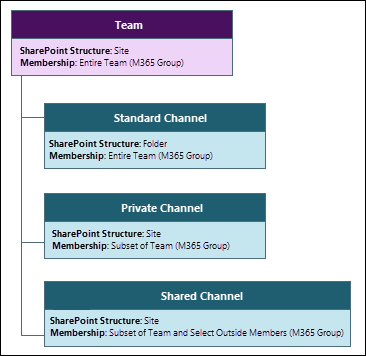 Team
SharePoint Structure: Site
Membership: Entire Team (M365 Group)
Standard Channel
SharePoint Structure: Folder
Membership: Entire Team (M365 Group)
Private Channel
SharePoint Structure: Site
Membership: Subset of Team (M365 Group)
Shared Channel
SharePoint Structure: Site
Membership: Subset of Team and Select Outside Members (M365 Group)